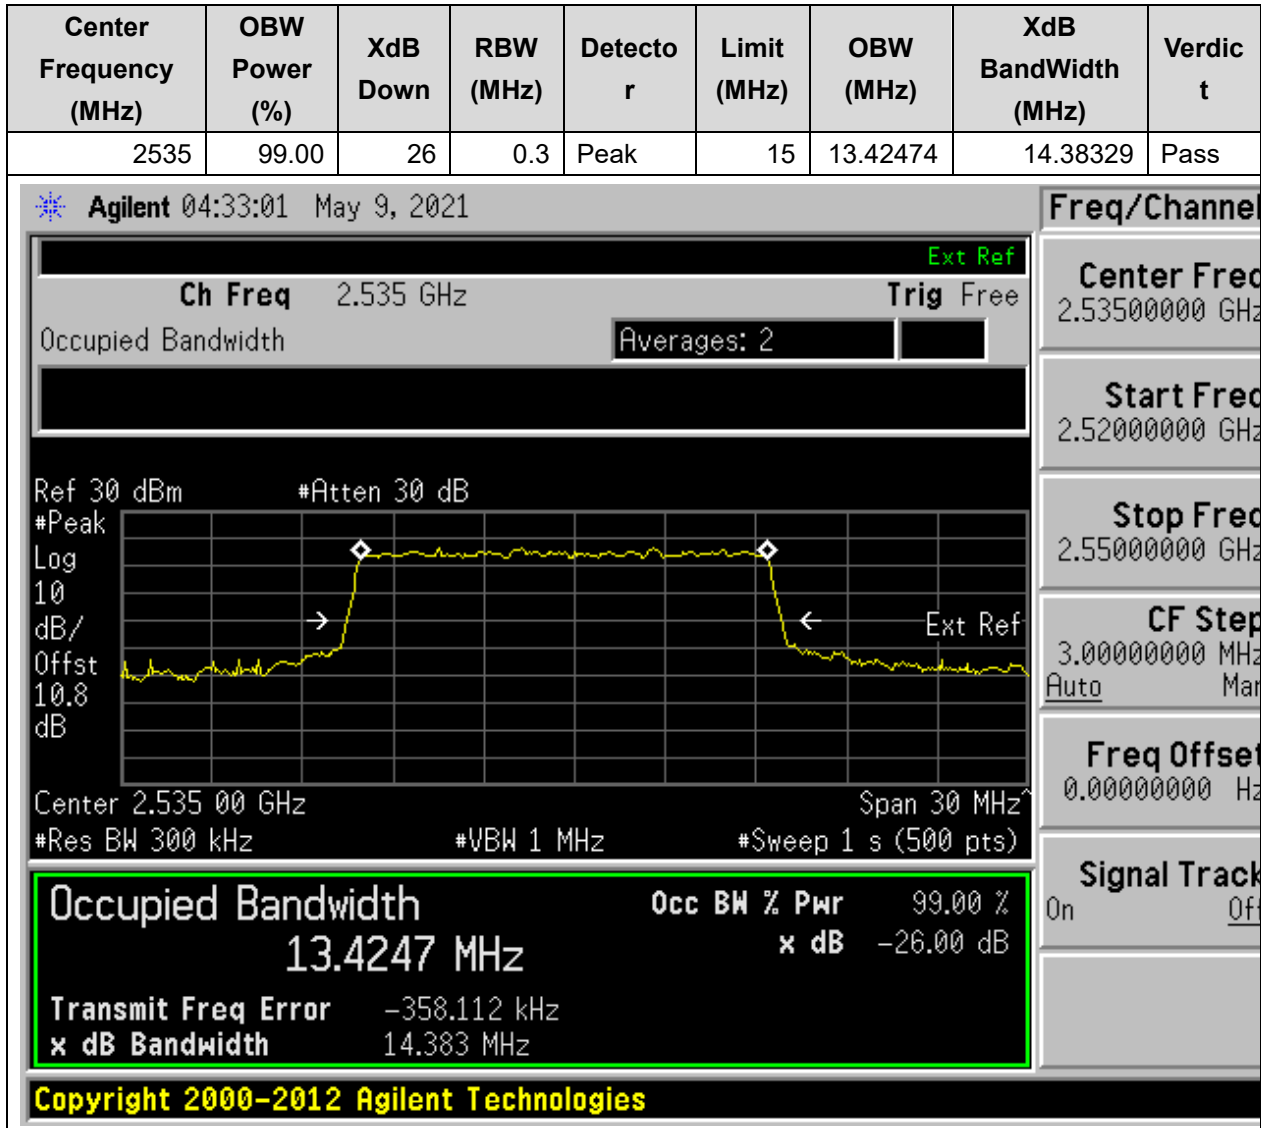 Center Frequency (MHz) OBW Power (%) XdB Down RBW (MHz) Detecto r Limit (MHz) OBW (MHz) XdB BandWidth (MHz) Verdic t
2535 99.00 26 0.3 Peak 15 13.42474 14.38329 Pass
Agilent 04:33:01 May 9, 2021
Ext Ref
Ch Freq 2.535 GHz Trig Free
Occupied Bandwidth Averages: 2
Ref 30 dBm #Atten 30 dB
#Peak
Log
10
dB/
Offst
10.8
dB
Ext Ref
Center 2.535 00 GHz Span 30 MHz^
#Res BW 300 kHz #VBW 1 MHz #Sweep 1 s (500 pts)
Occupied Bandwidth Occ BW % Pwr 99.00 %
13.4247 MHz x dB -26.00 dB
Transmit Freq Error -358.112 kHz
x dB Bandwidth 14.383 MHz
Copyright 2000-2012 Agilent Technologies
Freq/Channel
Center Freq
2.53500000 GHz
Start Freq
2.52000000 GHz
Stop Freq
2.55000000 GHz
CF Step
3.00000000 MHz
Auto Man
Freq Offset
0.00000000 Hz
Signal Track
On Off